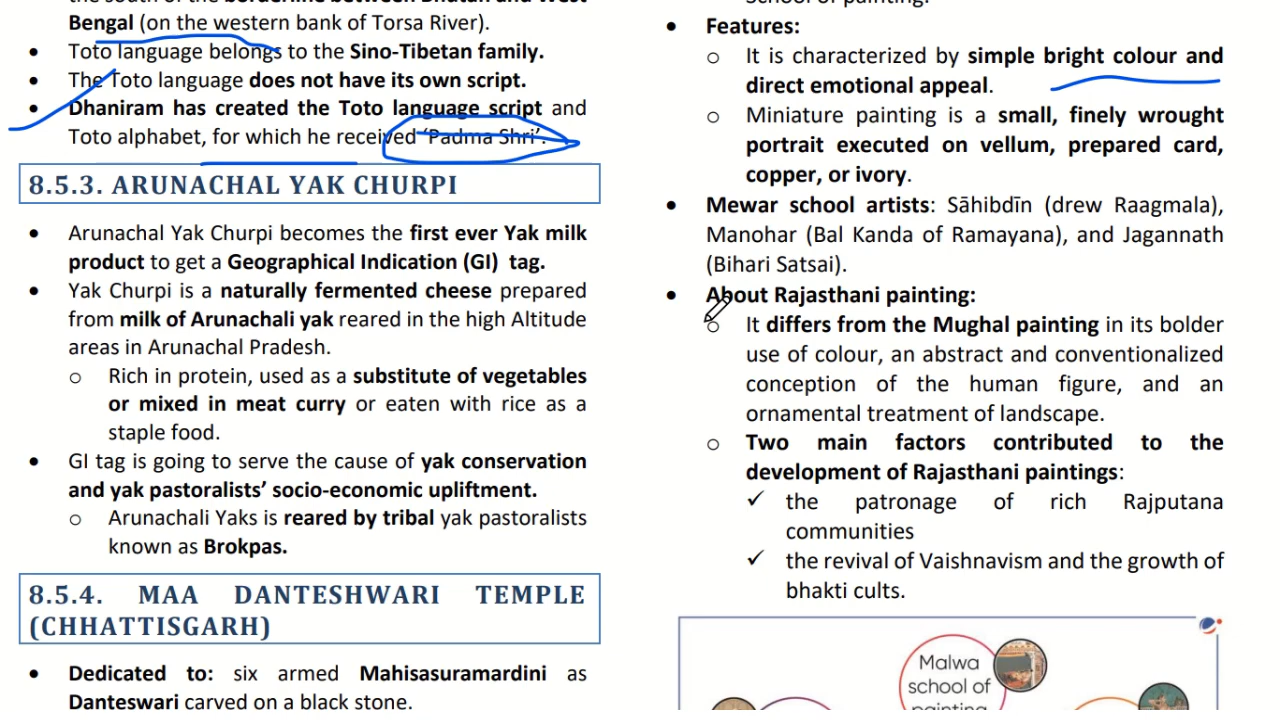 the south of the borderline between Bhutan and West
Bengal (on the western bank of Torsa River).
• Toto language belongs to the Sino-Tibetan family.
• The Toto language does not have its own script.
• Dhaniram has created the Toto language script and
Toto alphabet, for which he received ‘Padma Shri’.
8.5.3. ARUNACHAL YAK CHURPI
• Arunachal Yak Churpi becomes the first ever Yak milk
product to get a Geographical Indication (GI) tag.
• Yak Churpi is a naturally fermented cheese prepared
from milk of Arunachali yak reared in the high Altitude
areas in Arunachal Pradesh.
o Rich in protein, used as a substitute of vegetables
or mixed in meat curry or eaten with rice as a
staple food.
• GI tag is going to serve the cause of yak conservation
and yak pastoralists’ socio-economic upliftment.
o Arunachali Yaks is reared by tribal yak pastoralists
known as Brokpas.
8.5.4. MAA DANTESHWARI TEMPLE
(CHHATTISGARH)
• Dedicated to: six armed Mahisasuramardini as
Danteswari carved on a black stone.
School of painting.
• Features:
o It is characterized by simple bright colour and
direct emotional appeal.
o Miniature painting is a small, finely wrought
portrait executed on vellum, prepared card,
copper, or ivory.
• Mewar school artists: Sāhibdīn (drew Raagmala),
Manohar (Bal Kanda of Ramayana), and Jagannath
(Bihari Satsai).
• About Rajasthani painting:
o It differs from the Mughal painting in its bolder
use of colour, an abstract and conventionalized
conception of the human figure, and an
ornamental treatment of landscape.
o Two main factors contributed to the
development of Rajasthani paintings:
✓ the patronage of rich Rajputana
communities
✓ the revival of Vaishnavism and the growth of
bhakti cults.
Malwa
school of
painting